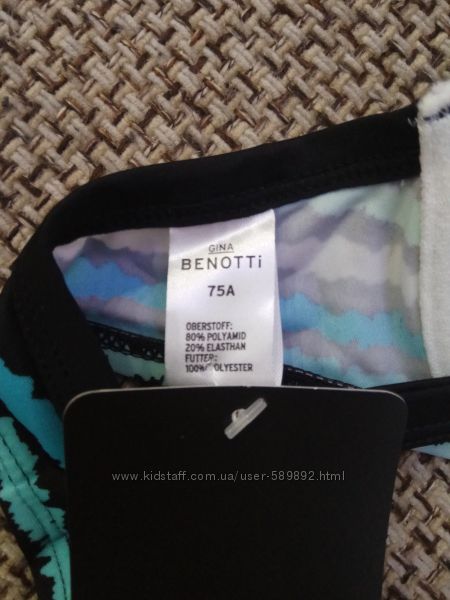 GINA
BENOTTi
75A
OBERSTOFF:
80% POLYAMID
20% ELASTHAN
FUTTER:
100% POLYESTER
www.kidstaff.com.ua/user-589892.html